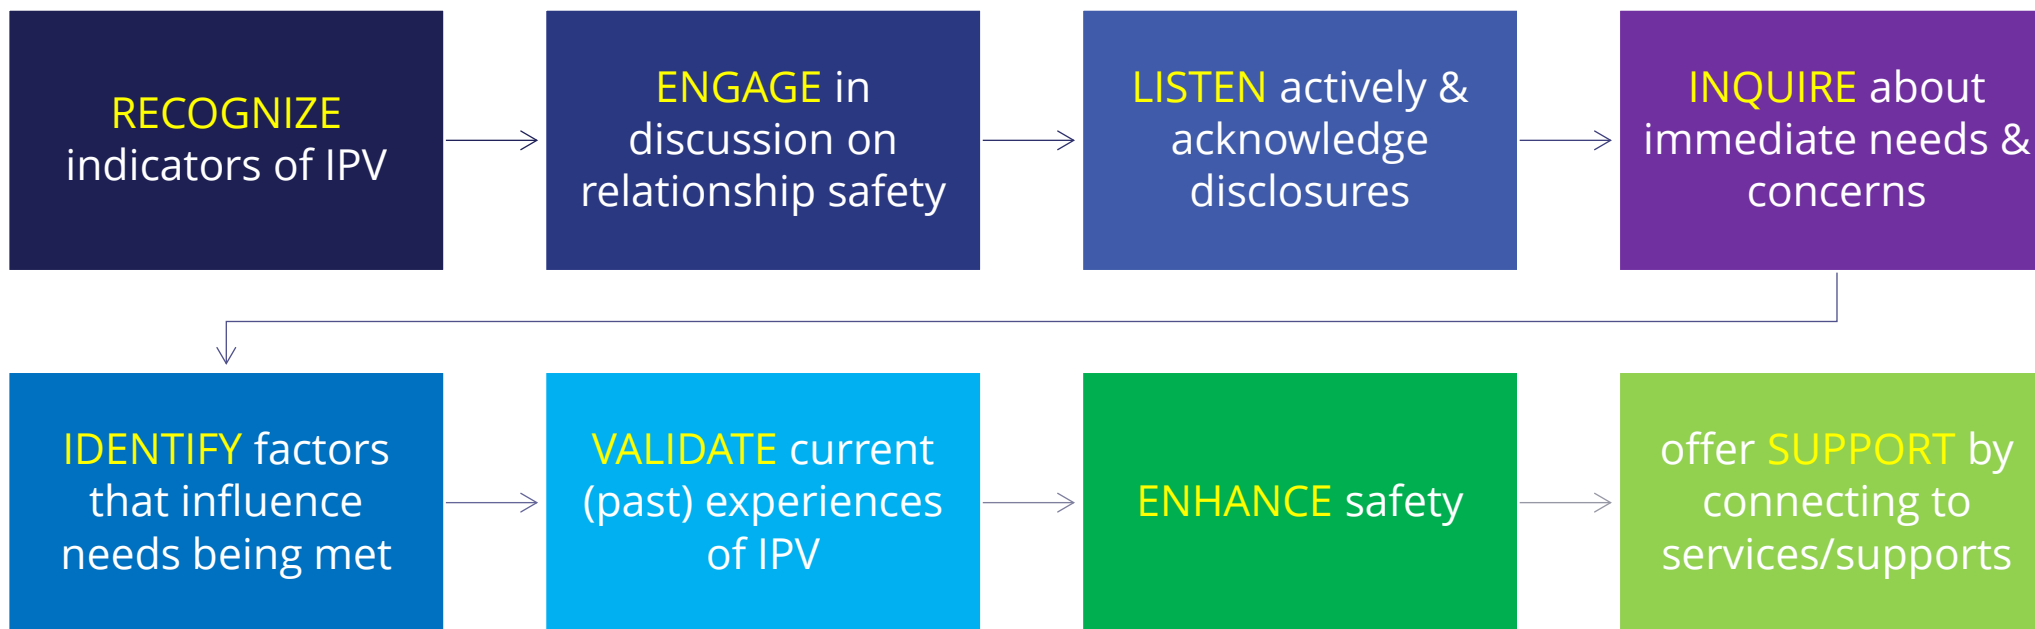 RECOGNIZE
indicators of IPV
ENGAGE in
discussion on
relationship safety
LISTEN actively &
acknowledge
disclosures
INQUIRE about
immediate needs &
concerns
IDENTIFY factors
that influence
needs being met
VALIDATE current
(past) experiences
of IPV
ENHANCE safety
offer SUPPORT by
connecting to
services/supports